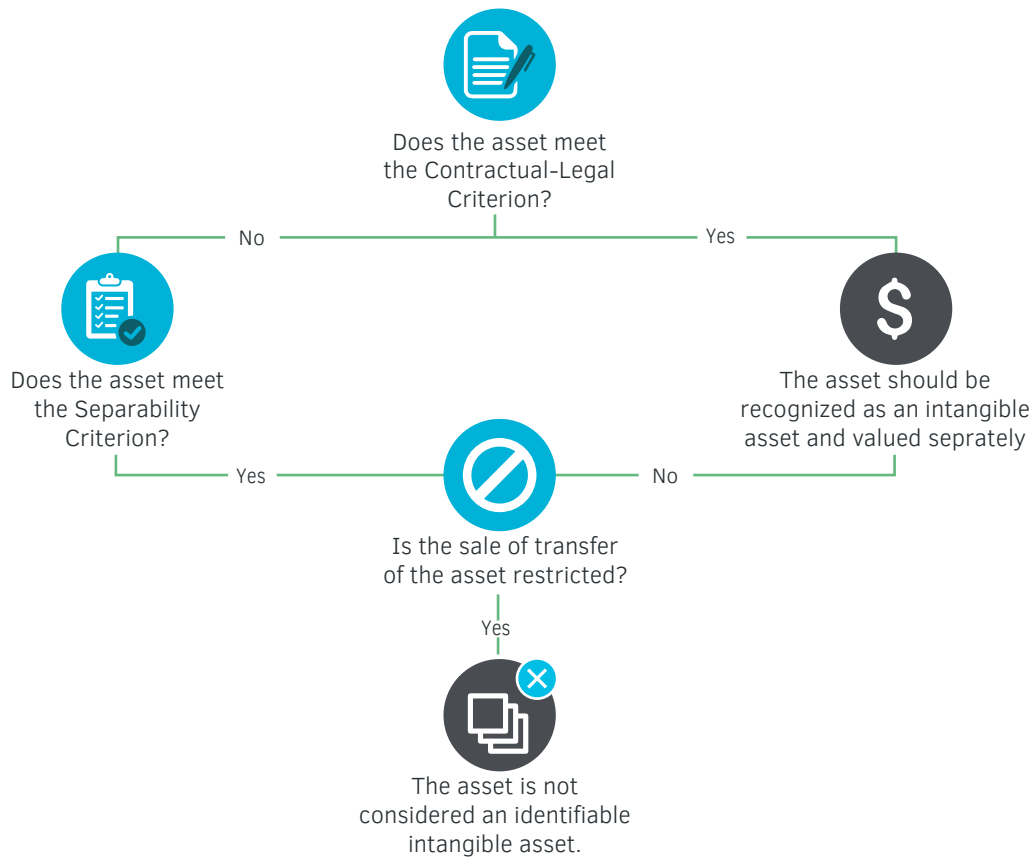 Does the asset meet
the Contractual-Legal
Criterion?
No
Yes
Does the asset meet
the Separability
Criterion?
$
The asset should be
recognized as an intangible
asset and valued seprately
Yes
No
Is the sale of transfer
of the asset restricted?
Yes
The asset is not
considered an identifiable
intangible asset.